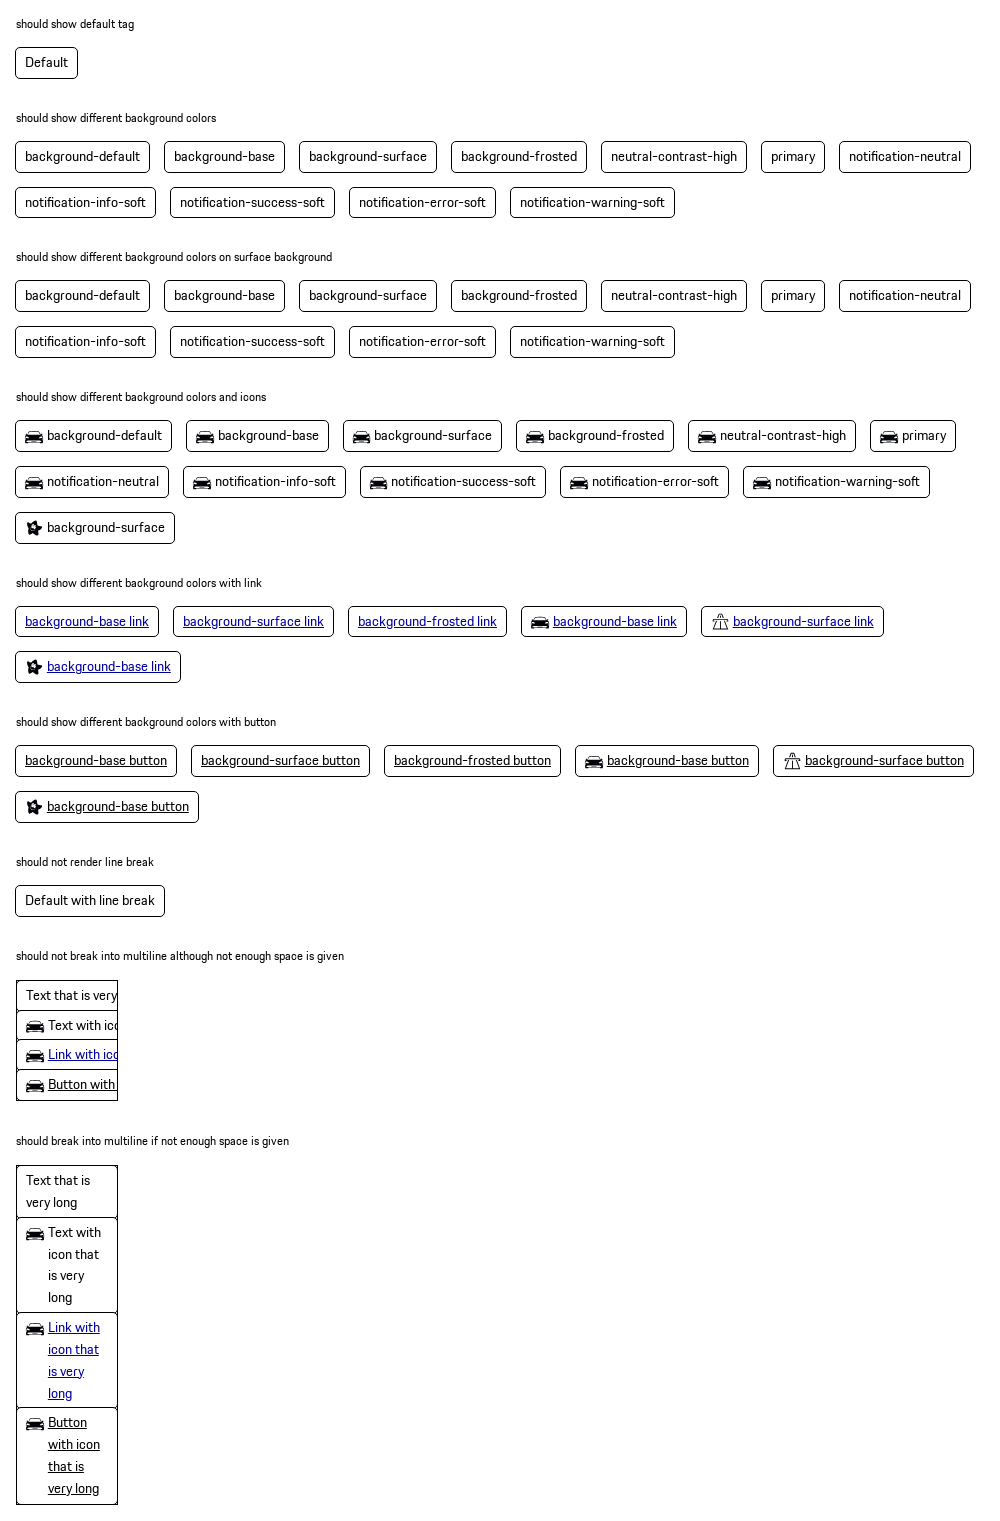 should show default tag
Default
should show different background colors
background-default background-base background-surface background-frosted neutral-contrast-high primary notification-neutral
notification-info-soft notification-success-soft notification-error-soft notification-warning-soft
should show different background colors on surface background
background-default background-base background-surface background-frosted neutral-contrast-high primary notification-neutral
notification-info-soft notification-success-soft notification-error-soft notification-warning-soft
should show different background colors and icons
background-default background-base background-surface background-frosted neutral-contrast-high primary
notification-neutral notification-info-soft notification-success-soft notification-error-soft notification-warning-soft
background-surface
should show different background colors with link
background-base link background-surface link background-frosted link background-base link background-surface link
background-base link
should show different background colors with button
background-base button background-surface button background-frosted button background-base button background-surface button
background-base button
should not render line break
Default with line break
should not break into multiline although not enough space is given
Text that is very
Text with ico
Link with ico
Button with
should break into multiline if not enough space is given
Text that is
very long
Text with
icon that
is very
long
Link with
icon that
is very
long
Button
with icon
that is
very long